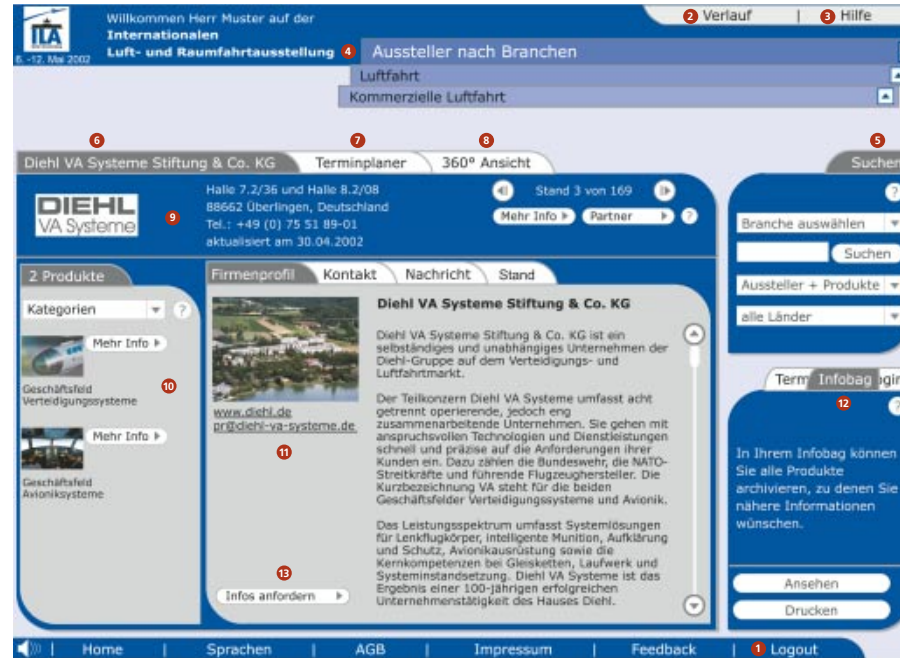 Willkommen Herr Muster auf der
Internationalen
Luft- und Raumfahrtausstellung
ILA
6. -12. Mai 2002
2 Verlauf | 3 Hilfe
4 Aussteller nach Branchen
Luftfahrt
Kommerzielle Luftfahrt
6
7
8
5
Diehl VA Systeme Stiftung & Co. KG
Terminplaner
360° Ansicht
Suchen
DIEHL
VA Systeme
9
Halle 7.2/36 und Halle 8.2/08
88662 Überlingen, Deutschland
Tel.: +49 (0) 75 51 89-01
aktualisiert am 30.04.2002
Stand 3 von 169
Mehr Info
Partner
?
?
Branche auswählen
Suchen
Aussteller + Produkte
alle Länder
2 Produkte
Kategorien
?
Mehr Info
Geschäftsfeld
Verteidigungssysteme
10
Mehr Info
Geschäftsfeld
Avioniksysteme
Firmenprofil
Kontakt
Nachricht
Stand
www.diehl.de
pr@diehl-va-systeme.de
11
13
Infos anfordern
Diehl VA Systeme Stiftung & Co. KG
Diehl VA Systeme Stiftung & Co. KG ist ein
selbständiges und unabhängiges Unternehmen der
Diehl-Gruppe auf dem Verteidigungs- und
Luftfahrtmarkt.
Der Teilkonzern Diehl VA Systeme umfasst acht
getrennt operierende, jedoch eng
zusammenarbeitende Unternehmen. Sie gehen mit
anspruchsvollen Technologien und Dienstleistungen
schnell und präzise auf die Anforderungen ihrer
Kunden ein. Dazu zählen die Bundeswehr, die NATO-
Streitkräfte und führende Flugzeughersteller. Die
Kurzbezeichnung VA steht für die beiden
Geschäftsfelder Verteidigungssysteme und Avionik.
Das Leistungsspektrum umfasst Systemlösungen
für Lenkflugkörper, intelligente Munition, Aufklärung
und Schutz, Avionikausrüstung sowie die
Kernkompetenzen bei Gleisketten, Laufwerk und
Systeminstandsetzung. Diehl VA Systeme ist das
Ergebnis einer 100-jährigen erfolgreichen
Unternehmenstätigkeit des Hauses Diehl.
Term
Infobag
ogin
12
?
In Ihrem Infobag können
Sie alle Produkte
archivieren, zu denen Sie
nähere Informationen
wünschen.
Ansehen
Drucken
| Home | Sprachen | AGB | Impressum | Feedback | 1 Logout